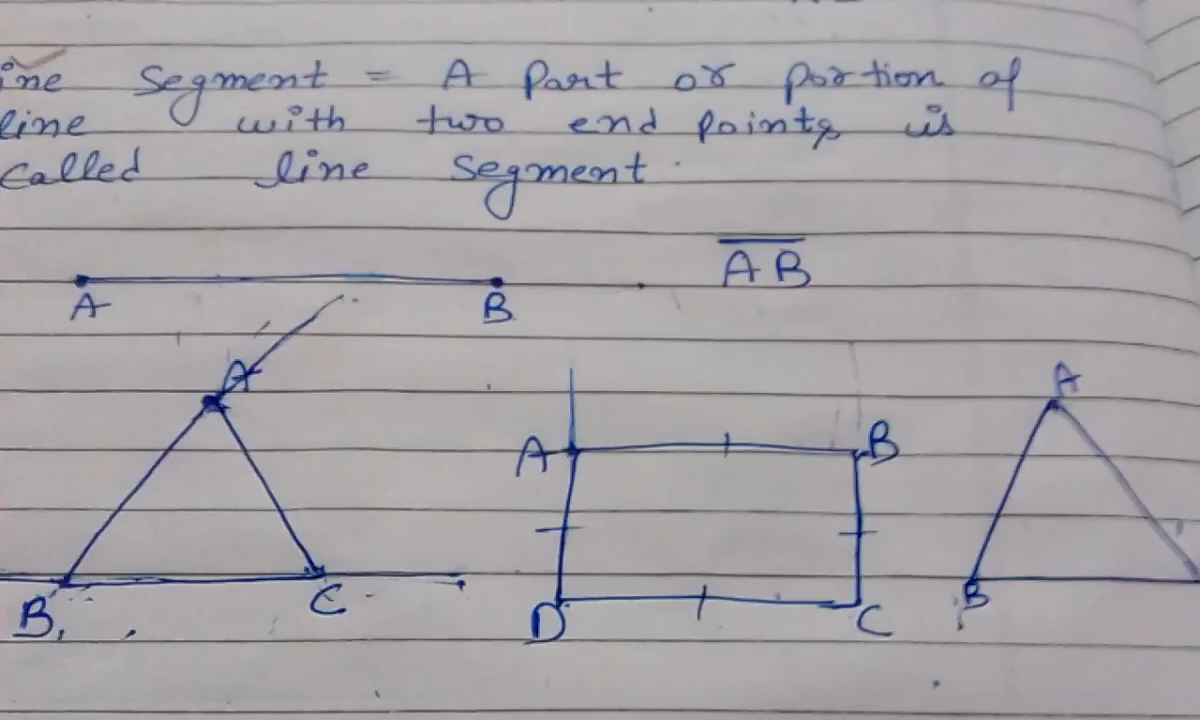 ine Segment = A Part or portion of
line with two end points is
called line segment.
A B
AB
A
A B
A
B C
D C
B